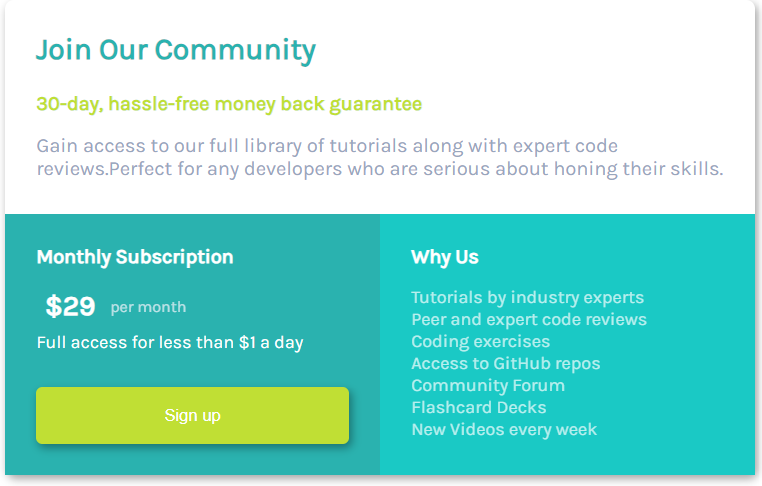 Join Our Community
30-day, hassle-free money back guarantee
Gain access to our full library of tutorials along with expert code
reviews.Perfect for any developers who are serious about honing their skills.
Monthly Subscription
$29 per month
Full access for less than $1 a day
Sign up
Why Us
Tutorials by industry experts
Peer and expert code reviews
Coding exercises
Access to GitHub repos
Community Forum
Flashcard Decks
New Videos every week